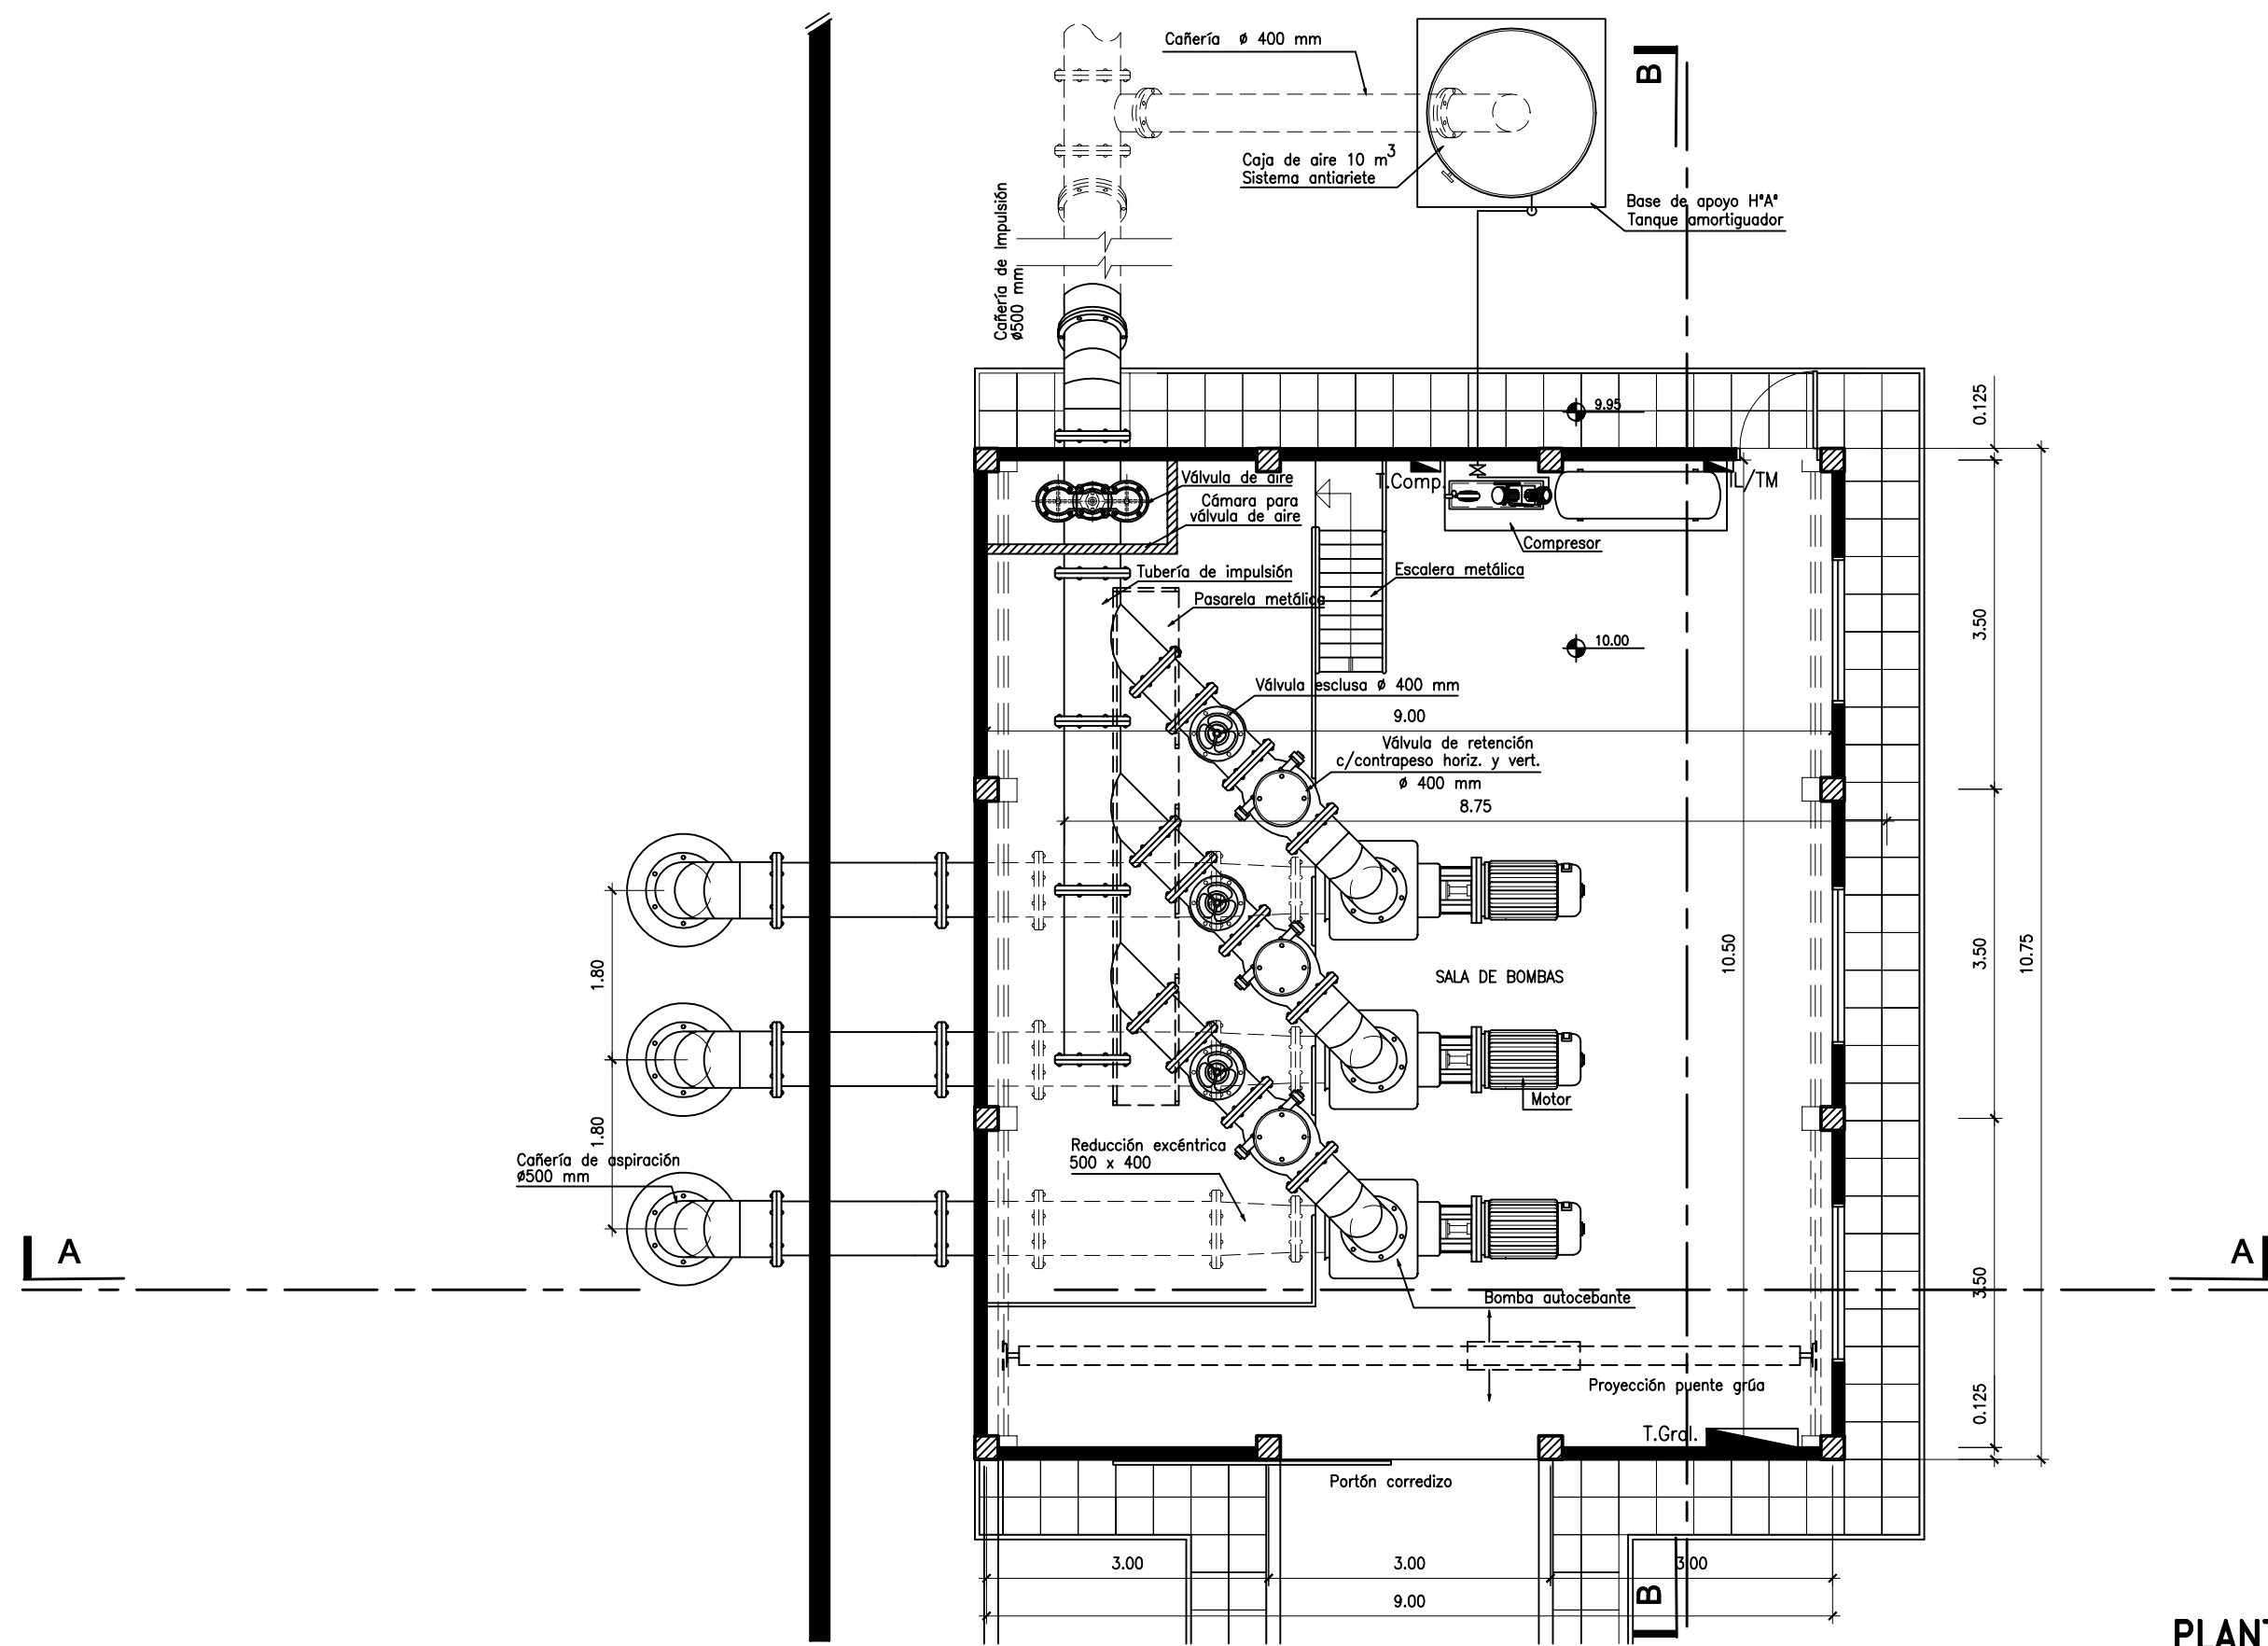 Cañería ø 400 mm
B
Caja de aire 10 m³
Sistema antiariete
Base de apoyo H°A°
Tanque amortiguador
Cañería de Impulsión
ø500 mm
9.95
0.125
Válvula de aire
T.Comp.
TL/TM
Cámara para
válvula de aire
Compresor
Tubería de impulsión
Escalera metálica
Pasarela metálica
10.00
3.50
Válvula esclusa ø 400 mm
9.00
Válvula de retención
c/contrapeso horiz. y vert.
ø 400 mm
8.75
1.80
SALA DE BOMBAS
10.50
3.50
10.75
Motor
1.80
Reducción excéntrica
500 x 400
Cañería de aspiración
ø500 mm
A
A
3.50
Bomba autocebante
Proyección puente grúa
0.125
T.Gral.
Portón corredizo
3.00
3.00
3.00
B
9.00